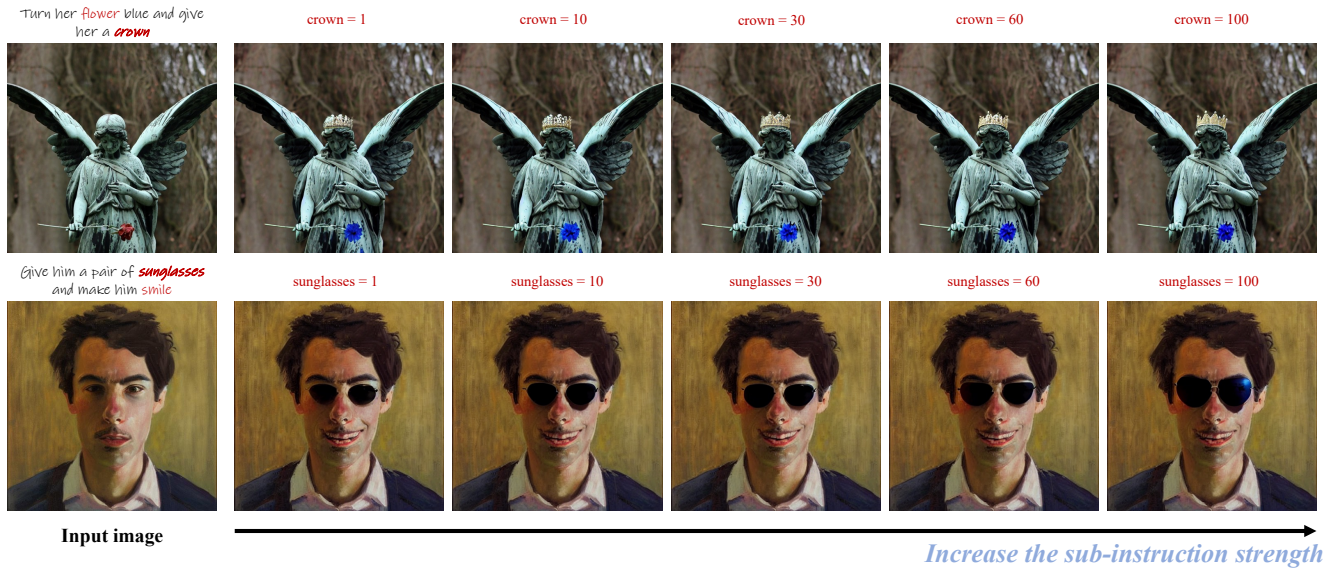 Turn her flower blue and give
her a crown
crown = 1
crown = 10
crown = 30
crown = 60
crown = 100
Give him a pair of sunglasses
and make him smile
sunglasses = 1
sunglasses = 10
sunglasses = 30
sunglasses = 60
sunglasses = 100
Input image
Increase the sub-instruction strength